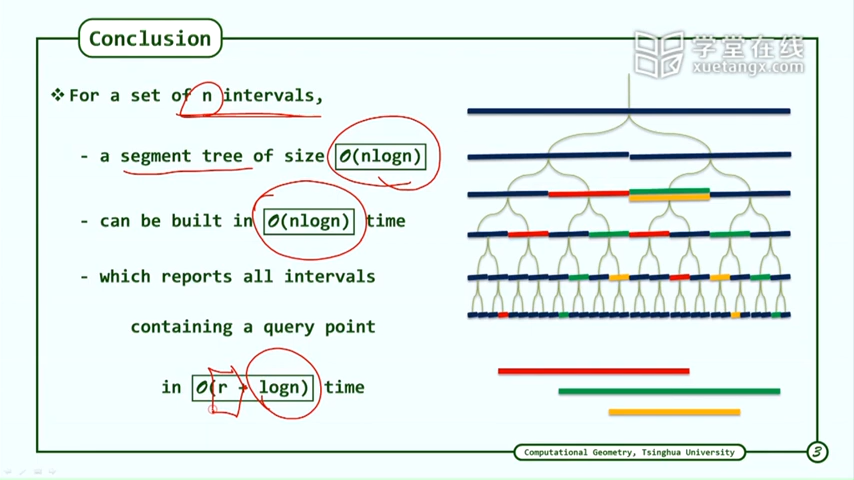 Conclusion
学堂在线
xuetangx.com
❖ For a set of n intervals,
- a segment tree of size O(nlogn)
- can be built in O(nlogn) time
- which reports all intervals
containing a query point
in O(r + logn) time
Computational Geometry, Tsinghua University
3